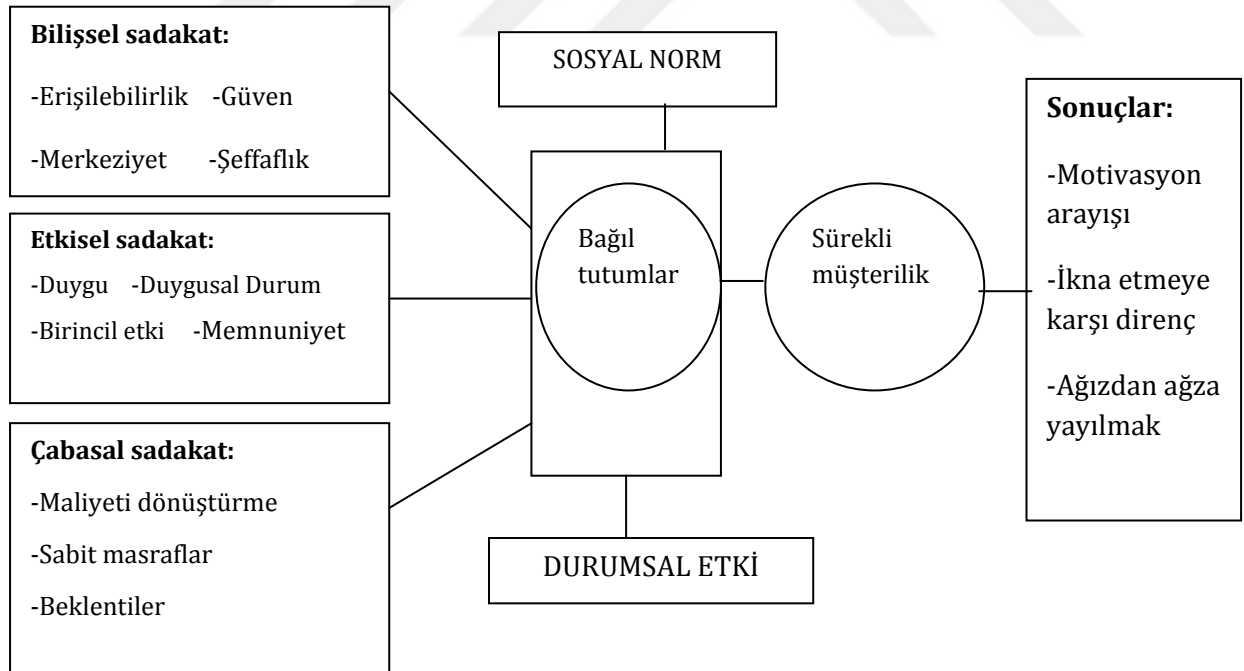 Bilişsel sadakat:
-Erişilebilirlik -Güven
-Merkeziyet -Şeffaflık
Etkisel sadakat:
-Duygu -Duygusal Durum
-Birincil etki -Memnuniyet
Çabasal sadakat:
-Maliyeti dönüştürme
-Sabit masraflar
-Beklentiler
SOSYAL NORM
Bağıl
tutumlar
DURUMSAL ETKİ
Sürekli
müşterilik
Sonuçlar:
-Motivasyon
arayışı
-İkna etmeye
karşı direnç
-Ağızdan ağza
yayılmak